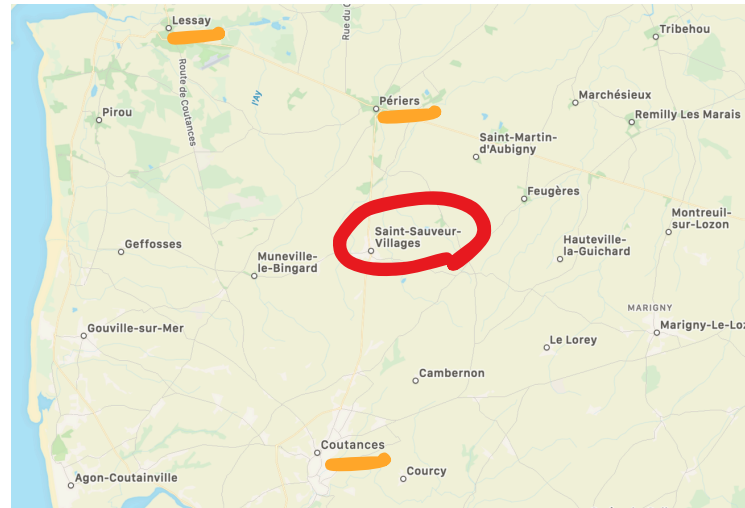 Lessay
Rue du C
Tribehou
Route de Coutances
l'Ay
Périers
Marchésieux
Pirou
Remilly Les Marais
Saint-Martin-
d'Aubigny
Feugères
Montreuil-
sur-Lozon
Saint-Sauveur-
Villages
Geffosses
Muneville-
le-Bingard
Hauteville-
la-Guichard
MARIGNY
Gouville-sur-Mer
Marigny-Le-Loz
Le Lorey
Cambernon
Coutances
Courcy
Agon-Coutainville